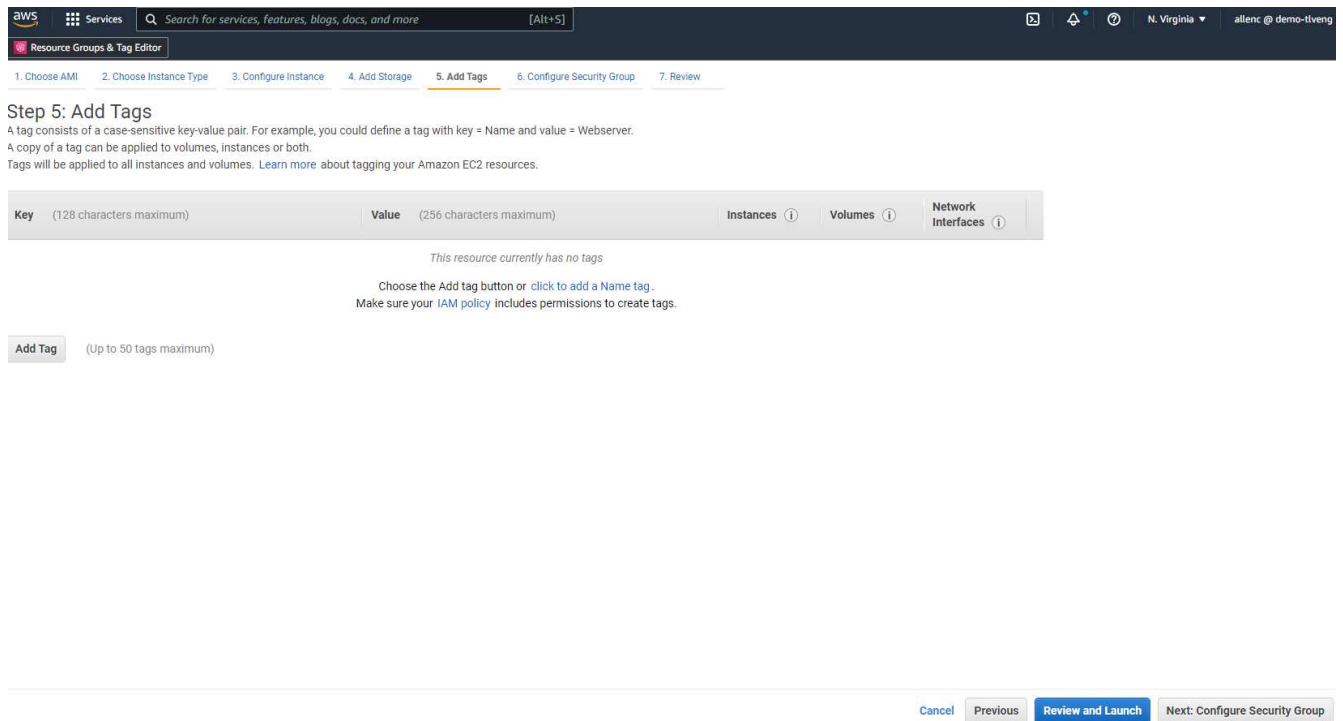 aws Services Search for services, features, blogs, docs, and more [Alt+S] N. Virginia ▼ allenc @ demo-tlveng
Resource Groups & Tag Editor
1. Choose AMI 2. Choose Instance Type 3. Configure Instance 4. Add Storage 5. Add Tags 6. Configure Security Group 7. Review
Step 5: Add Tags
A tag consists of a case-sensitive key-value pair. For example, you could define a tag with key = Name and value = Webserver.
A copy of a tag can be applied to volumes, instances or both.
Tags will be applied to all instances and volumes. Learn more about tagging your Amazon EC2 resources.
Key (128 characters maximum) Value (256 characters maximum) Instances Volumes Network
Interfaces
This resource currently has no tags
Choose the Add tag button or click to add a Name tag.
Make sure your IAM policy includes permissions to create tags.
Add Tag (Up to 50 tags maximum)
Cancel Previous Review and Launch Next: Configure Security Group